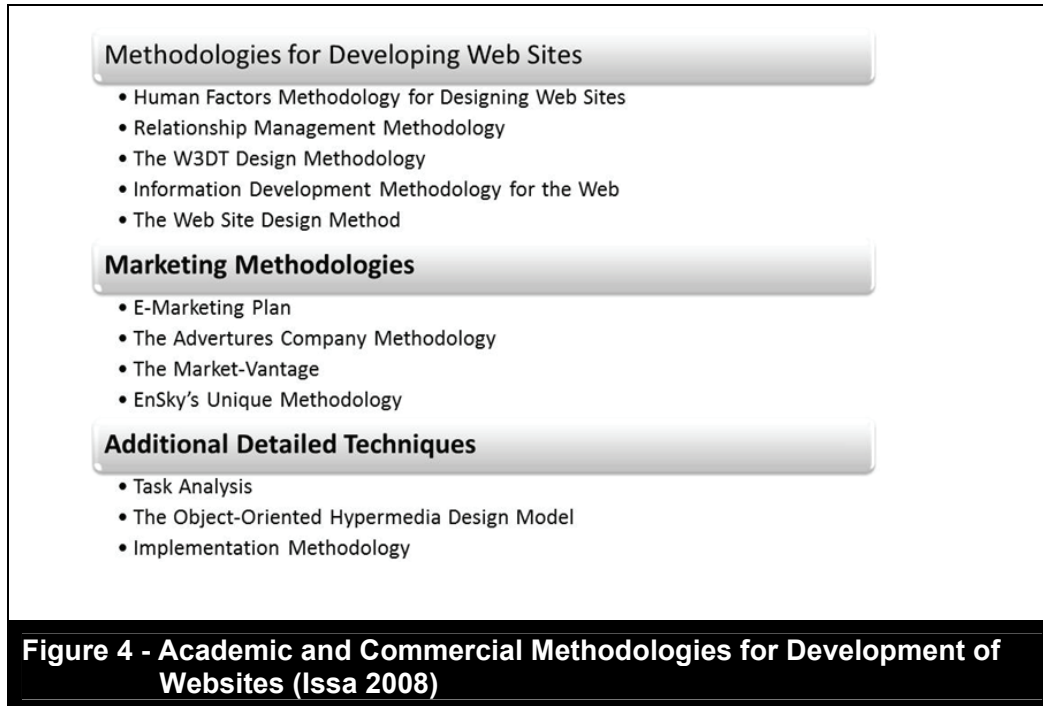 Methodologies for Developing Web Sites
• Human Factors Methodology for Designing Web Sites
• Relationship Management Methodology
• The W3DT Design Methodology
• Information Development Methodology for the Web
• The Web Site Design Method
Marketing Methodologies
• E-Marketing Plan
• The Advertures Company Methodology
• The Market-Vantage
• EnSky’s Unique Methodology
Additional Detailed Techniques
• Task Analysis
• The Object-Oriented Hypermedia Design Model
• Implementation Methodology
Figure 4 - Academic and Commercial Methodologies for Development of
Websites (Issa 2008)